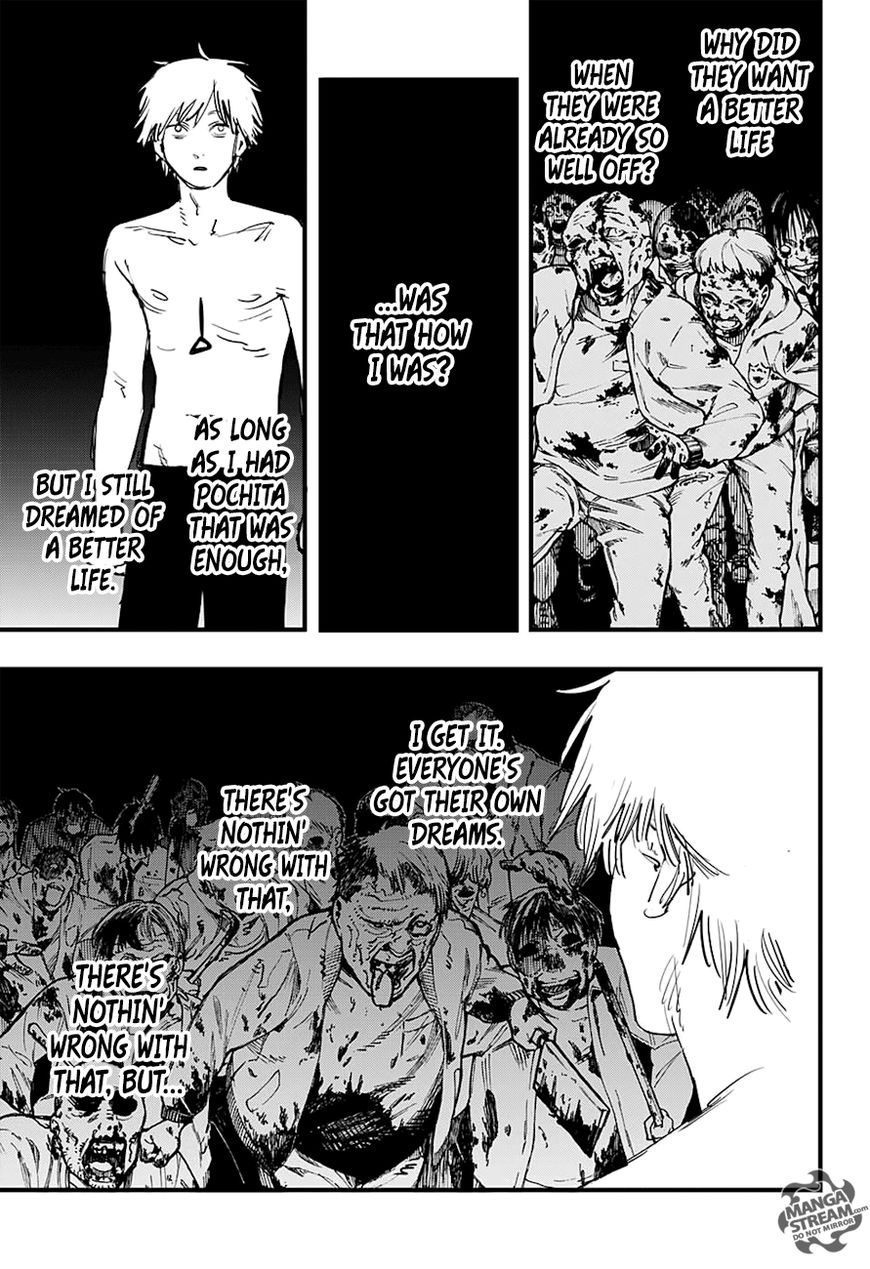 WHY DID
THEY WANT
A BETTER
LIFE
WHEN
THEY WERE
ALREADY SO
WELL OFF?
...WAS
THAT HOW
I WAS?
AS LONG
AS I HAD
POCHITA
THAT WAS
ENOUGH,
BUT I STILL
DREAMED OF
A BETTER
LIFE.
I GET IT.
EVERYONE'S
GOT THEIR OWN
DREAMS.
THERE'S
NOTHIN'
WRONG WITH
THAT,
THERE'S
NOTHIN'
WRONG WITH
THAT, BUT...
MANGA
STREAM.com
DO NOT MIRROR